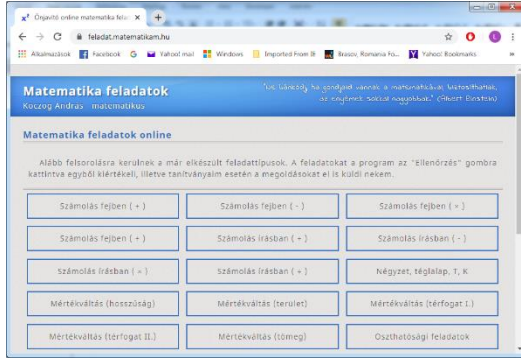 Önjavító online matematika fela
feladat.matematikam.hu
Alkalmazások Facebook G Gmail Yahoo! mail Windows Imported From IE Brasov, Romania Fo... Yahoo! Bookmarks »
Matematika feladatok
Koczog András - matematikus
"Ne bánkódj, ha gondjaid vannak a matematikával, biztosíthatlak,
az enyémek sokkal nagyobbak." (Albert Einstein)
Matematika feladatok online
Alább felsorolásra kerülnek a már elkészült feladattípusok. A feladatokat a program az "Ellenőrzés" gombra
kattintva egyből kiértékeli, illetve tanítványaim esetén a megoldásokat el is küldi nekem.
Számolás fejben ( + ) Számolás fejben ( - ) Számolás fejben
Számolás fejben Számolás írásban ( + ) Számolás írásban ( - )
Számolás írásban Számolás írásban Négyzet, téglalap, T, K
Mértékváltás (hosszúság) Mértékváltás (terület) Mértékváltás (térfogat I.)
Mértékváltás (térfogat II.) Mértékváltás (tömeg) Oszthatósági feladatok